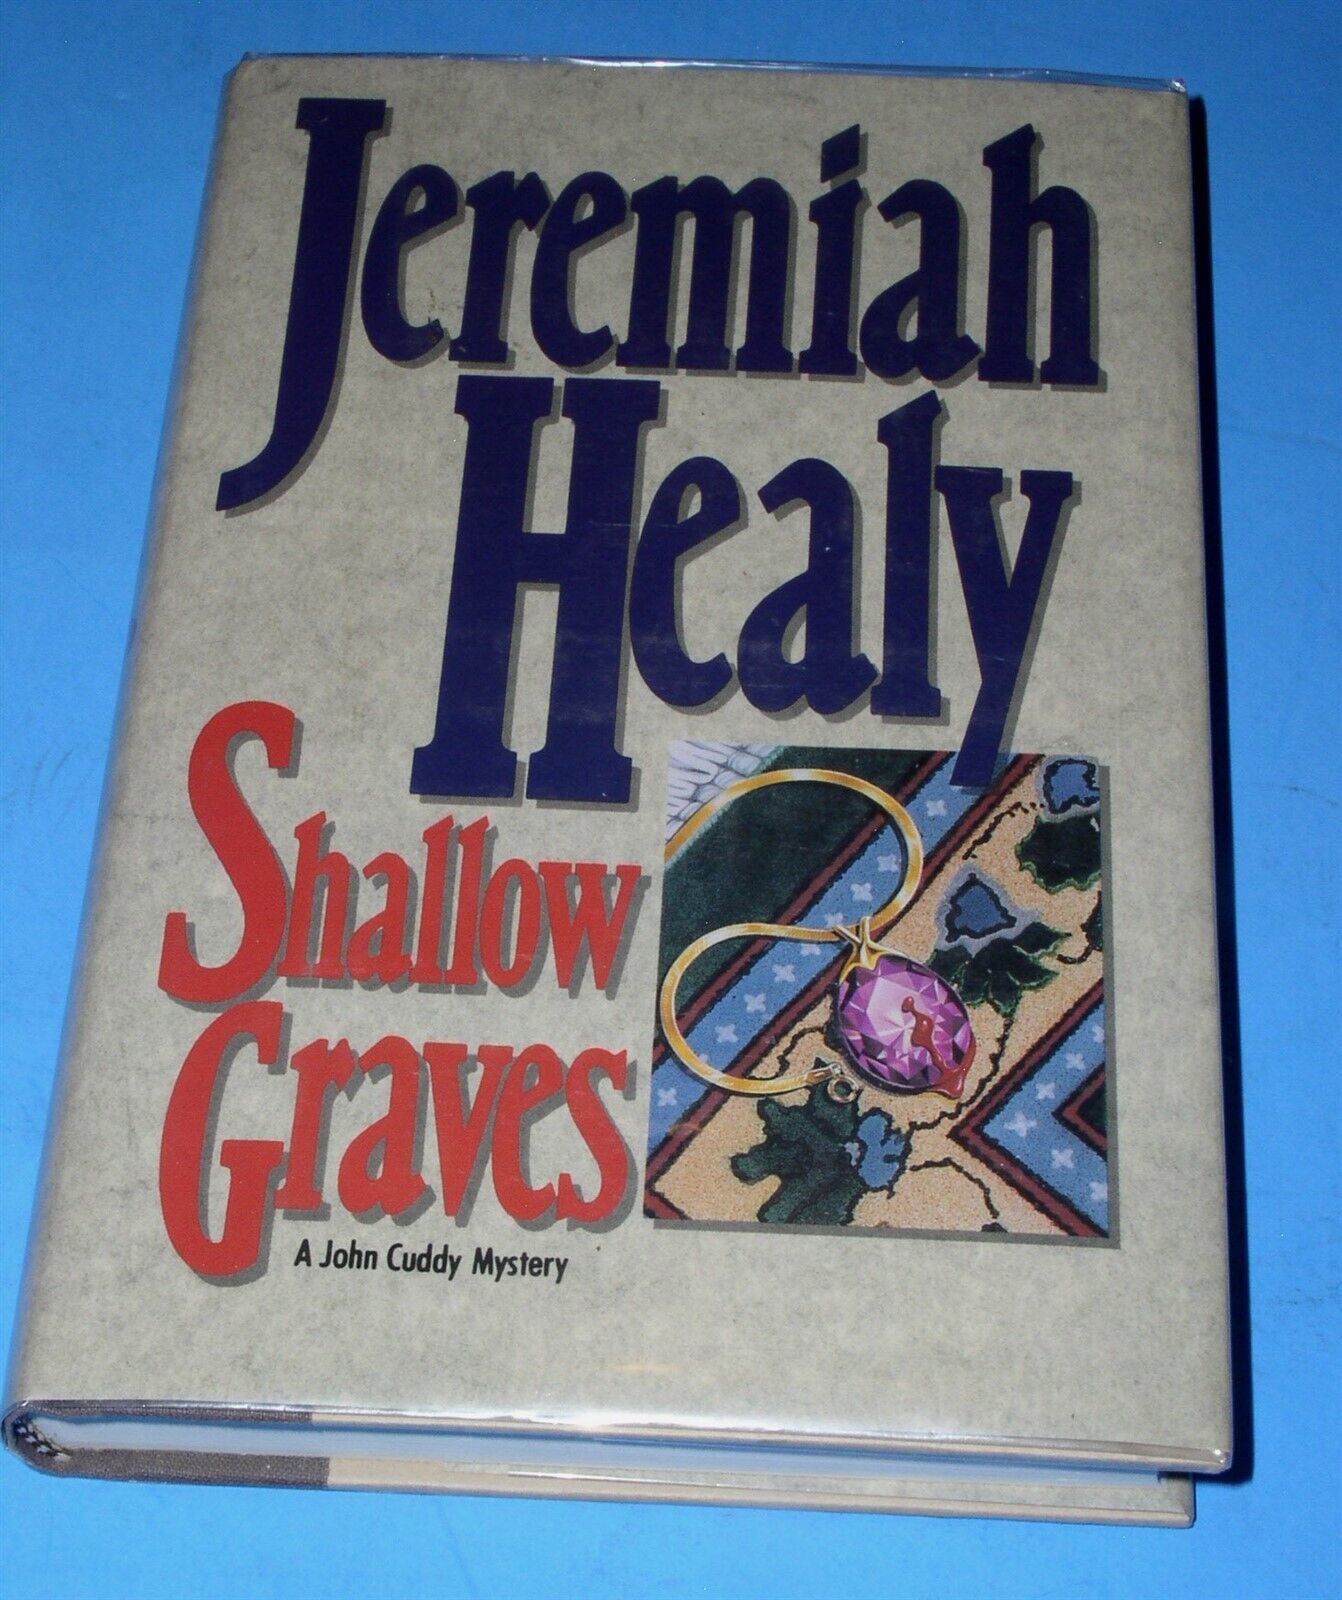 Jeremiah
Healy
Shallow
Graves
A John Cuddy Mystery